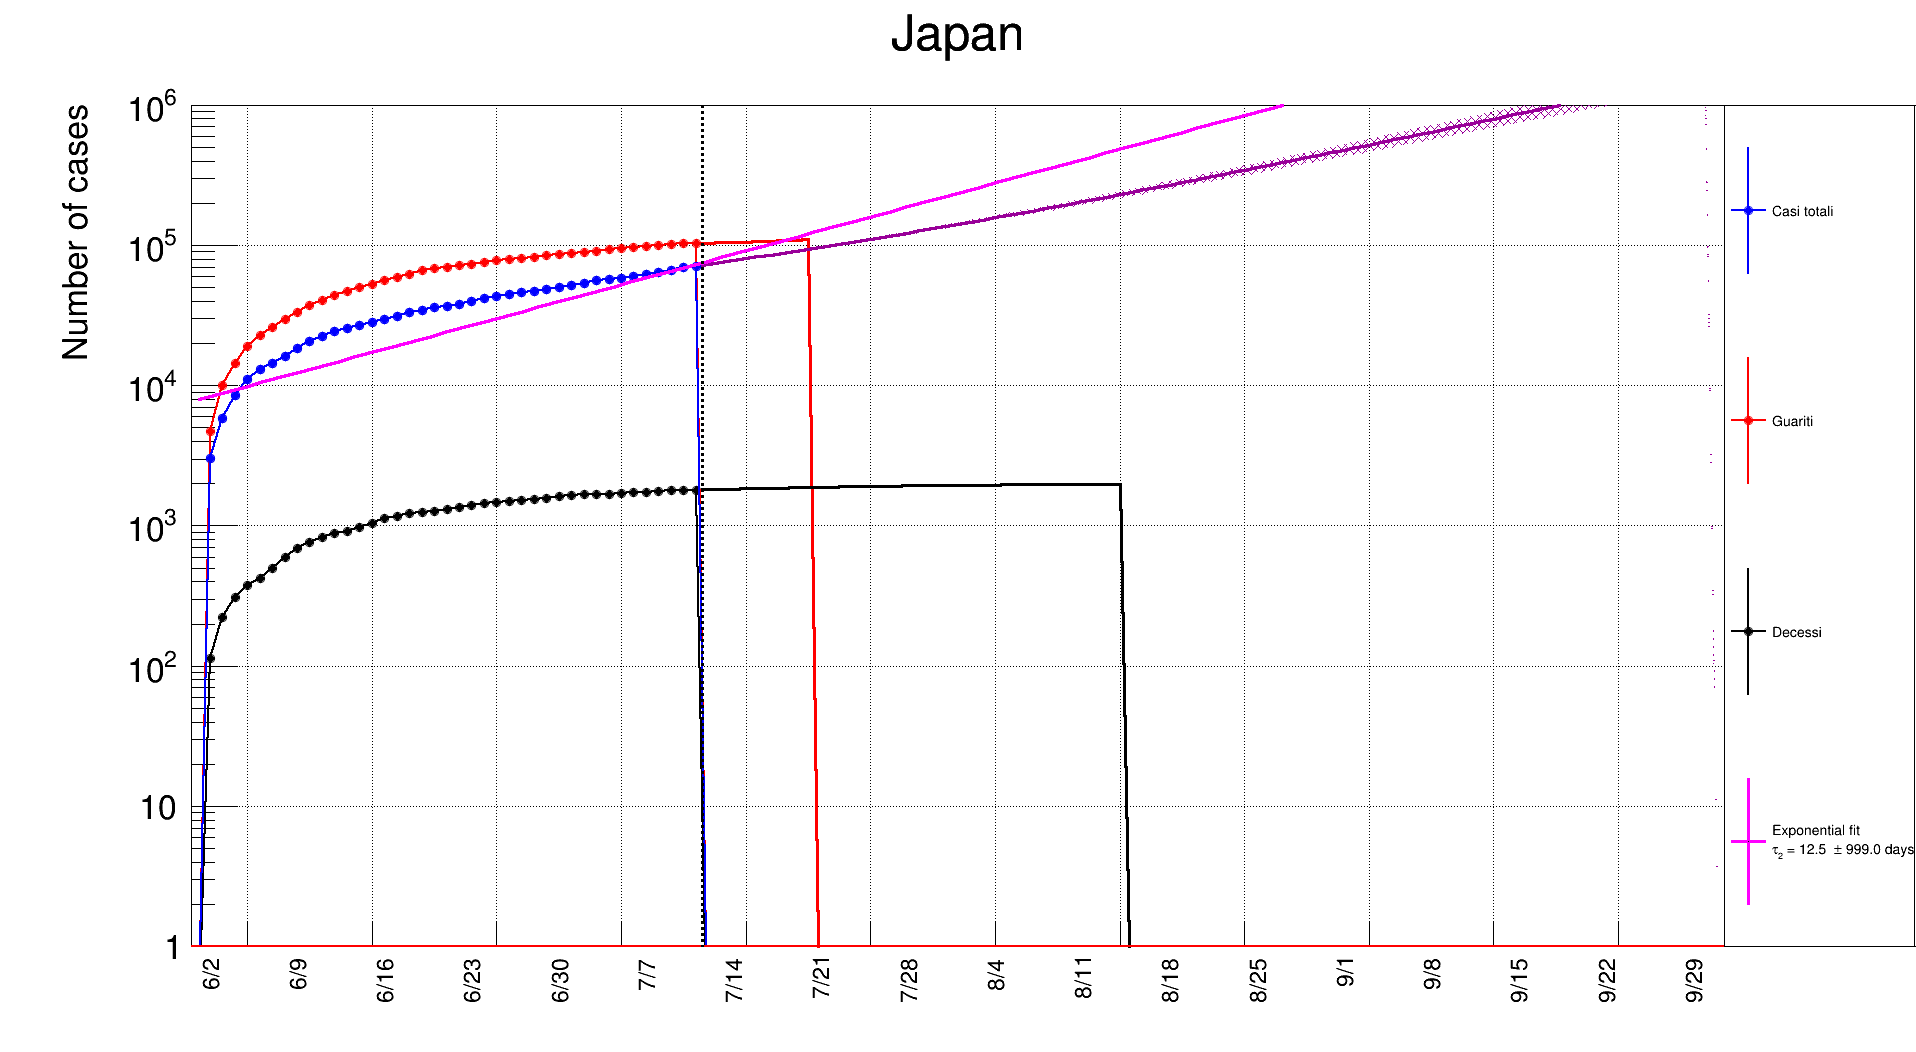 Japan
Number of cases
10^6
10^5
10^4
10^3
10^2
10
1
6/2 6/9 6/16 6/23 6/30 7/7 7/14 7/21 7/28 8/4 8/11 8/18 8/25 9/1 9/8 9/15 9/22 9/29
Casi totali
Guariti
Decessi
Exponential fit
τ_2 = 12.5 ± 999.0 days